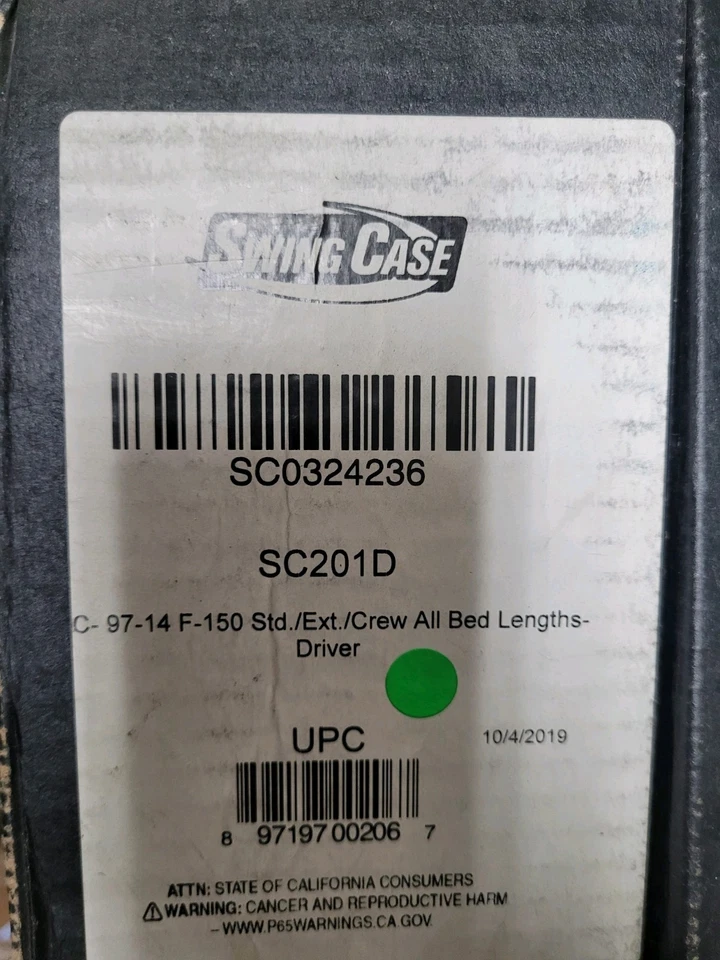 SWING CASE
SC0324236
SC201D
C- 97-14 F-150 Std./Ext./Crew All Bed Lengths-
Driver
UPC
10/4/2019
8 97197 00206 7
ATTN: STATE OF CALIFORNIA CONSUMERS
⚠WARNING: CANCER AND REPRODUCTIVE HARM
– WWW.P65WARNINGS.CA.GOV